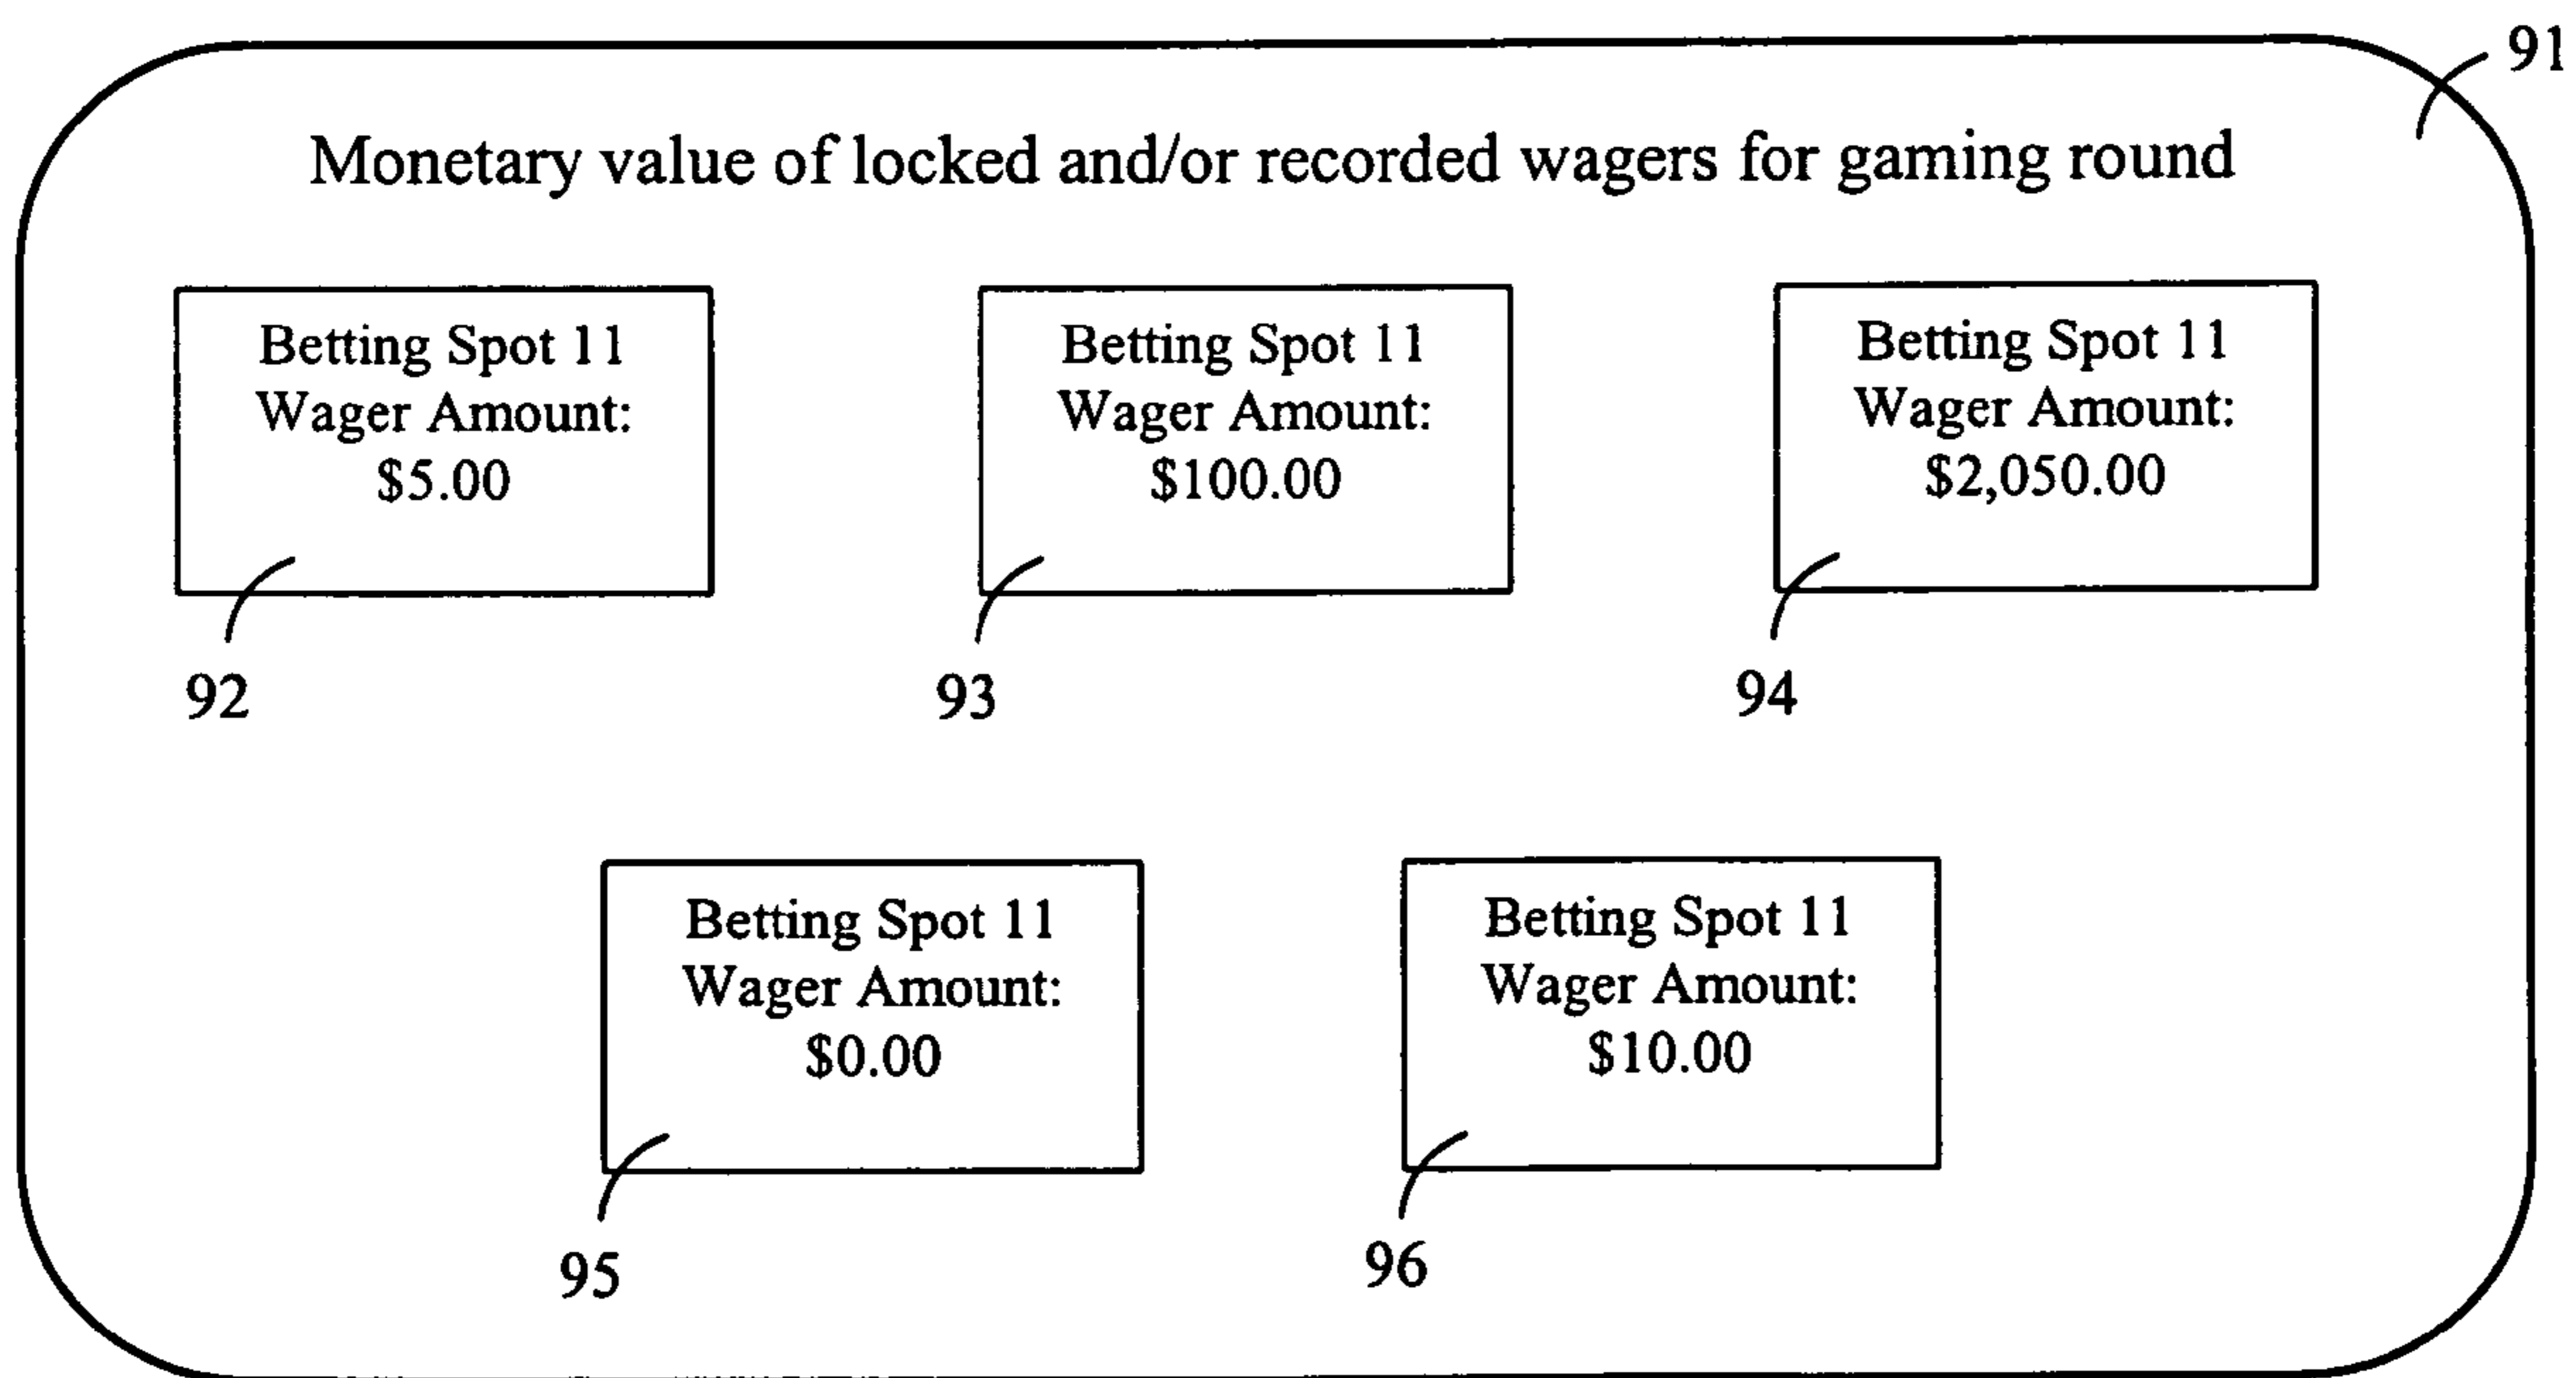 91
Monetary value of locked and/or recorded wagers for gaming round
Betting Spot 11
Wager Amount:
$5.00
92
Betting Spot 11
Wager Amount:
$100.00
93
Betting Spot 11
Wager Amount:
$2,050.00
94
Betting Spot 11
Wager Amount:
$0.00
95
Betting Spot 11
Wager Amount:
$10.00
96